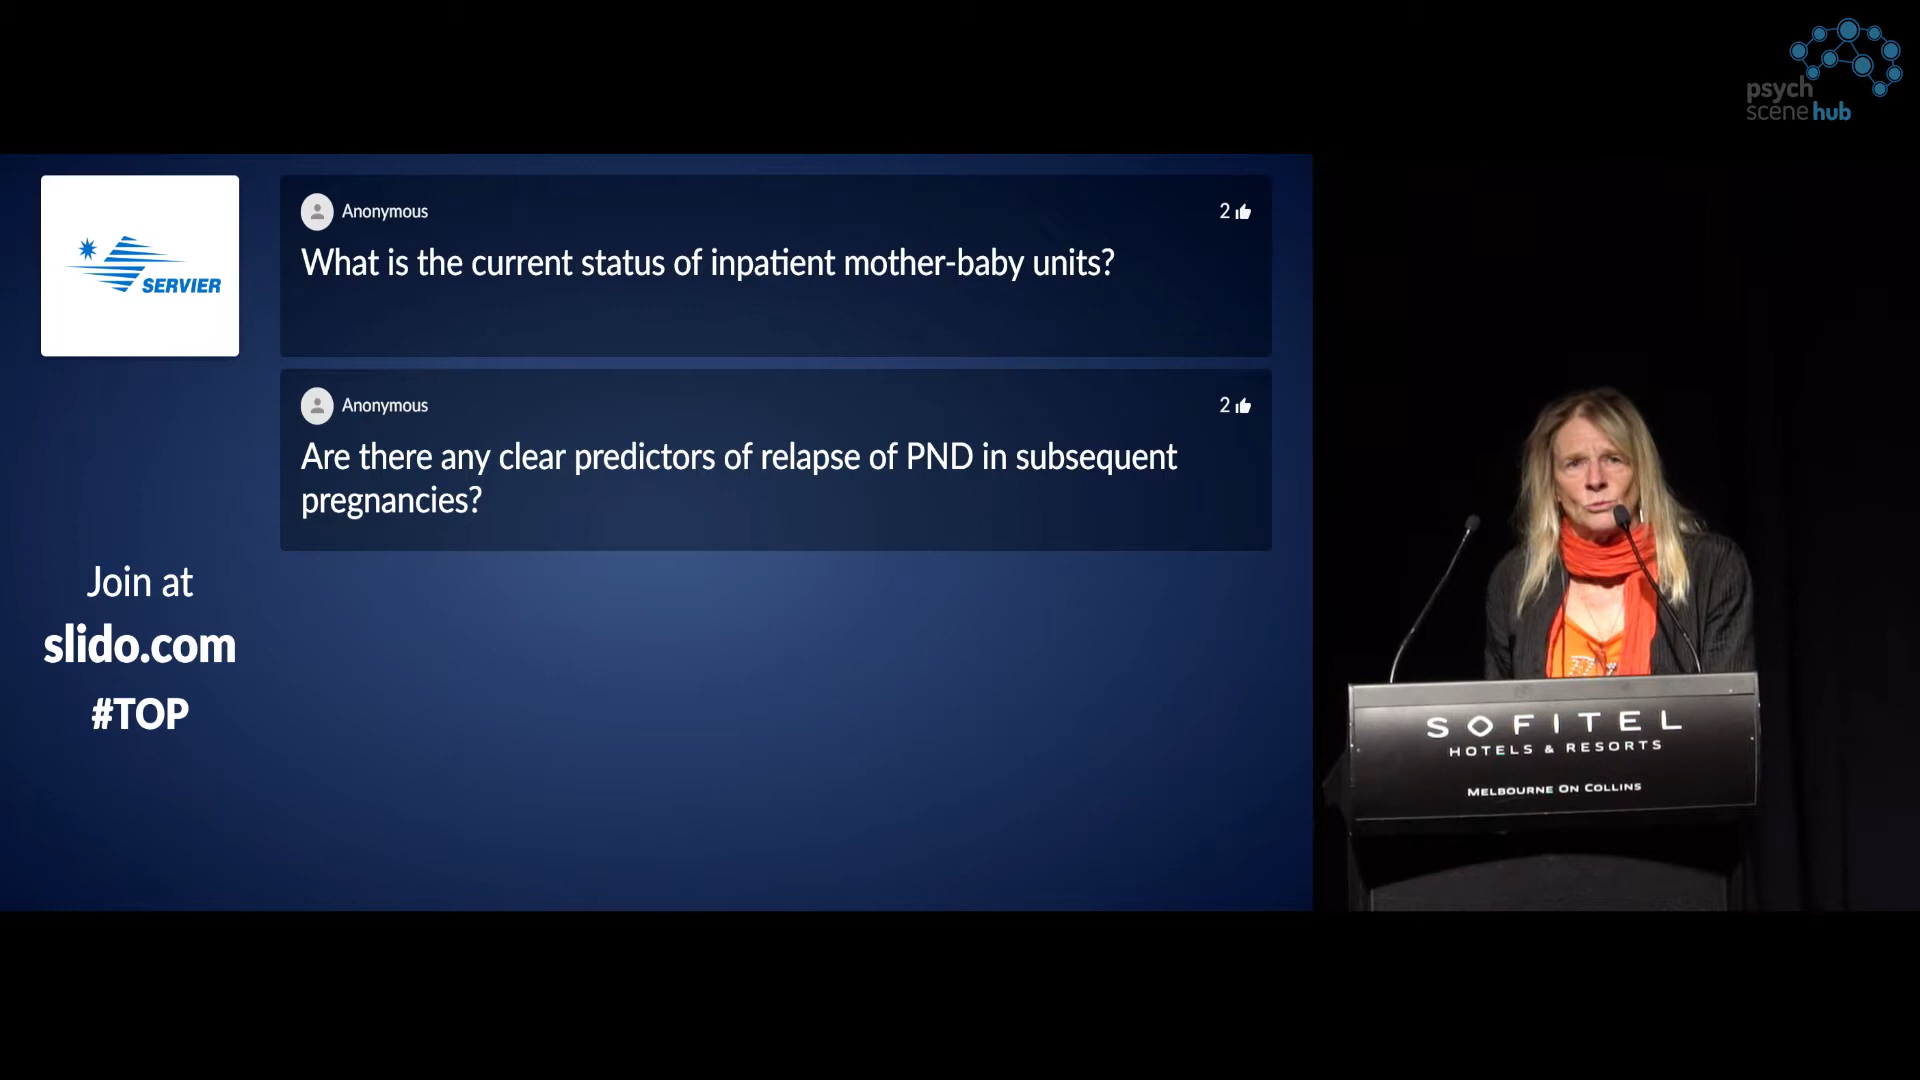 psych
scene hub
SERVIER
Anonymous
2
What is the current status of inpatient mother-baby units?
Anonymous
2
Are there any clear predictors of relapse of PND in subsequent
pregnancies?
Join at
slido.com
#TOP
SOFITEL
HOTELS & RESORTS
MELBOURNE ON COLLINS